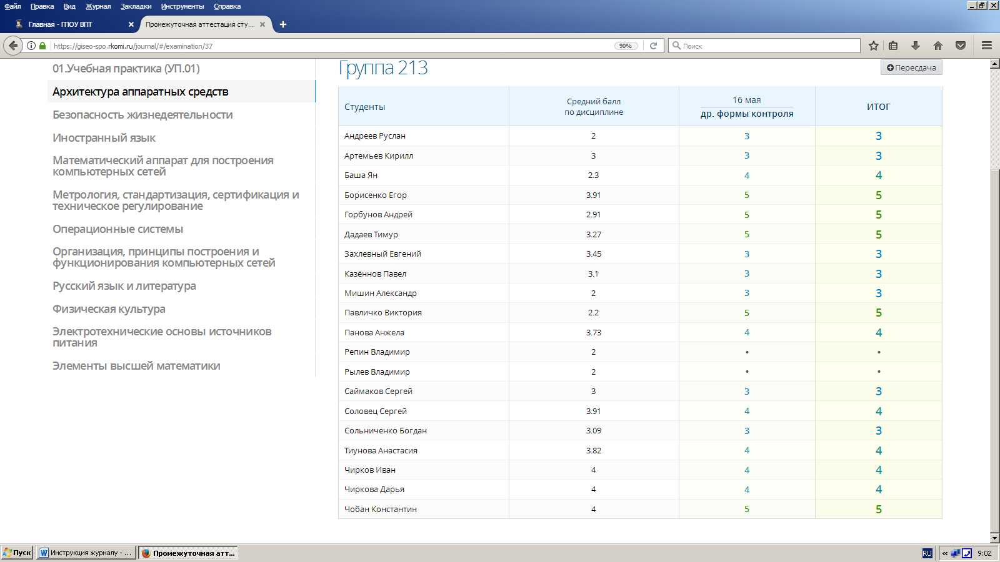 Файл Правка Вид Журнал Закладки Инструменты Справка
Главная - ГПОУ ВПТ
Промежуточная аттестация сту...
https://giseo-spo.rkomi.ru/journal/#/examination/37
90%
Поиск
01.Учебная практика (УП.01)
Архитектура аппаратных средств
Безопасность жизнедеятельности
Иностранный язык
Математический аппарат для построения
компьютерных сетей
Метрология, стандартизация, сертификация и
техническое регулирование
Операционные системы
Организация, принципы построения и
функционирования компьютерных сетей
Русский язык и литература
Физическая культура
Электротехнические основы источников
питания
Элементы высшей математики
Группа 213
Пересдача
Студенты
Средний балл
по дисциплине
16 мая
др. формы контроля
ИТОГ
Андреев Руслан 2 3 3
Артемьев Кирилл 3 3 3
Баша Ян 2.3 4 4
Борисенко Егор 3.91 5 5
Горбунов Андрей 2.91 5 5
Дадаев Тимур 3.27 5 5
Захлевный Евгений 3.45 3 3
Казённов Павел 3.1 3 3
Мишин Александр 2 3 3
Павличко Виктория 2.2 5 5
Панова Анжела 3.73 4 4
Репин Владимир 2 • •
Рылев Владимир 2 • •
Саймаков Сергей 3 3 3
Соловец Сергей 3.91 4 4
Сольниченко Богдан 3.09 3 3
Тиунова Анастасия 3.82 4 4
Чирков Иван 4 4 4
Чиркова Дарья 4 4 4
Чобан Константин 4 5 5
Пуск
Инструкция журналу - ...
Промежуточная атт...
RU
«
9:02